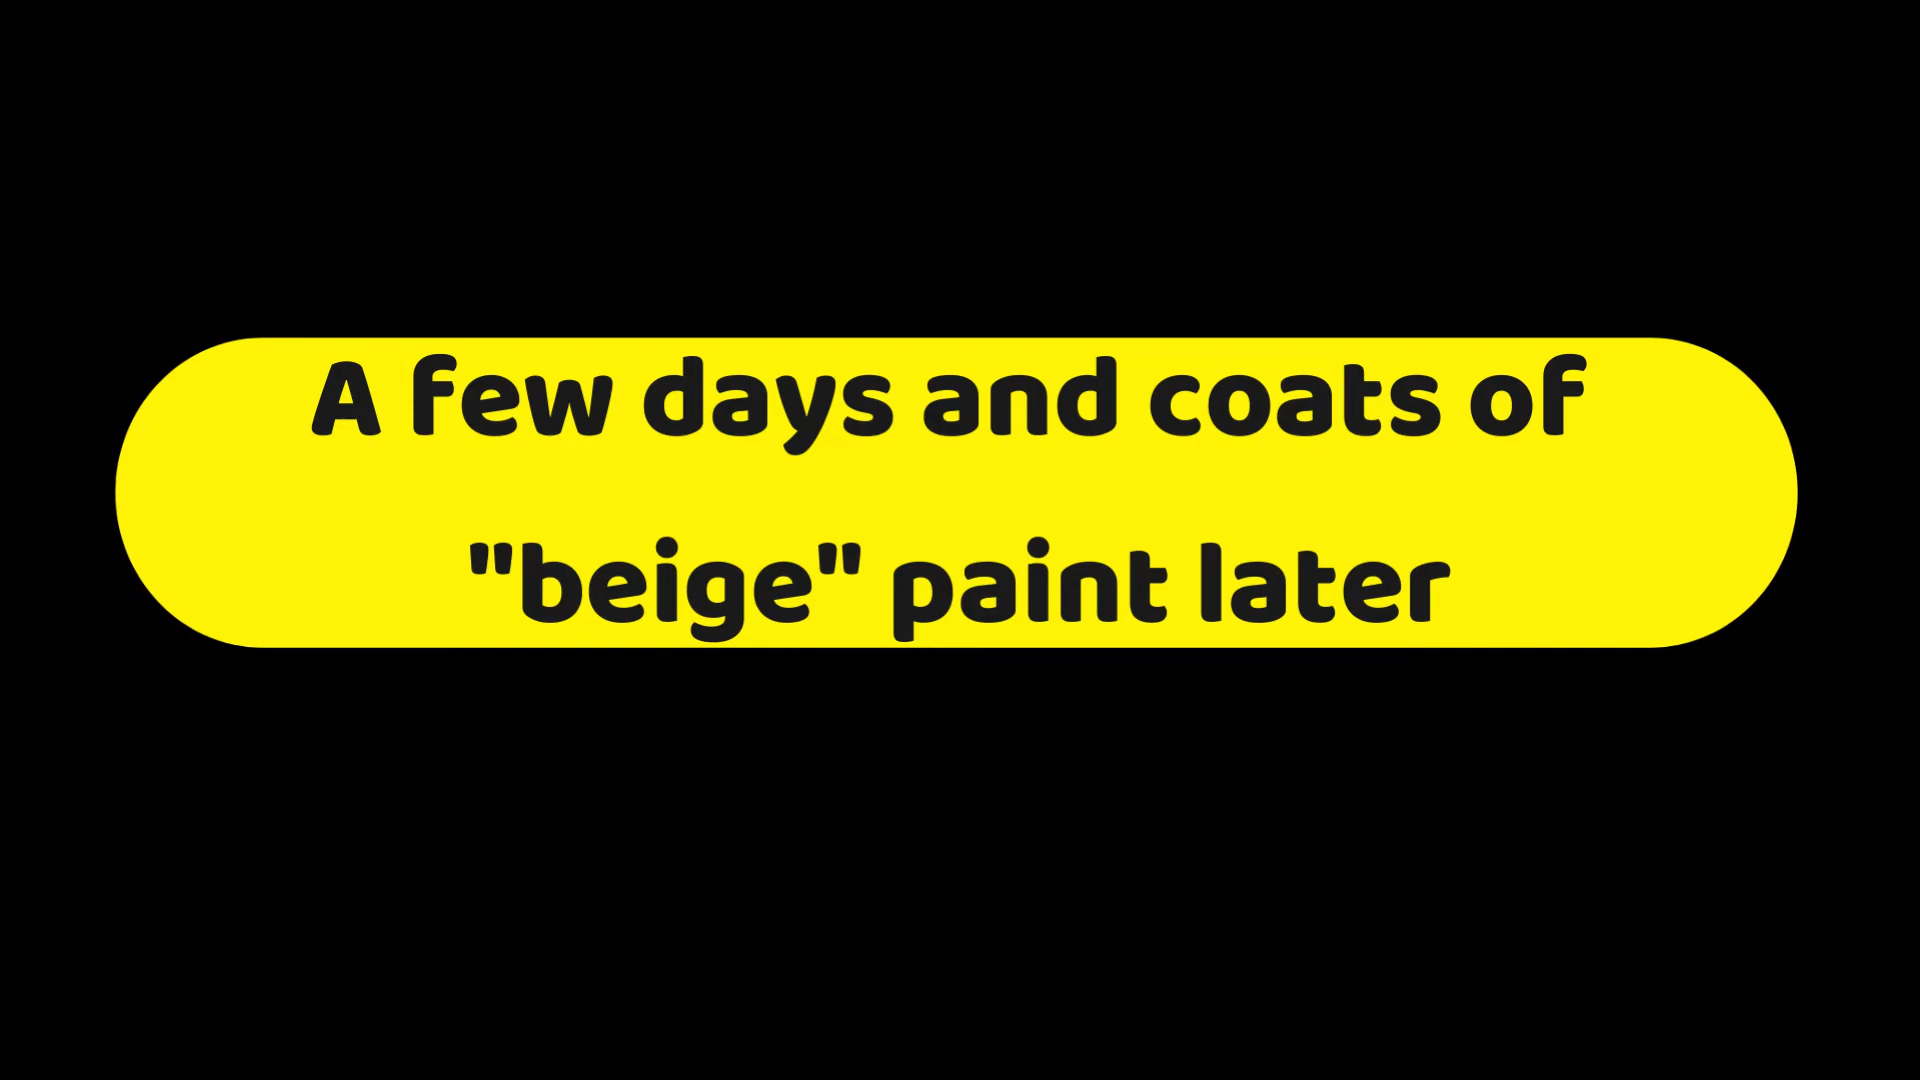 A few days and coats of
"beige" paint later